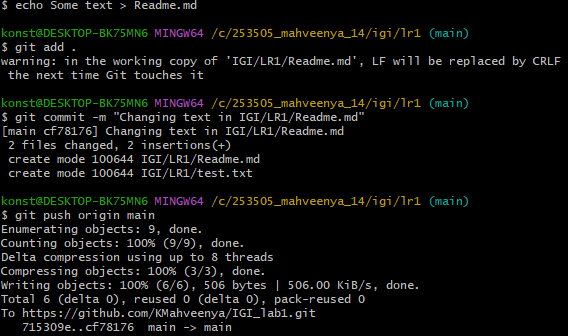 $ echo Some text > Readme.md
konst@DESKTOP-BK75MN6 MINGW64 /c/253505_mahveenya_14/igi/lr1 (main)
$ git add .
warning: in the working copy of 'IGI/LR1/Readme.md', LF will be replaced by CRLF
 the next time Git touches it
konst@DESKTOP-BK75MN6 MINGW64 /c/253505_mahveenya_14/igi/lr1 (main)
$ git commit -m "Changing text in IGI/LR1/Readme.md"
[main cf78176] Changing text in IGI/LR1/Readme.md
 2 files changed, 2 insertions(+)
 create mode 100644 IGI/LR1/Readme.md
 create mode 100644 IGI/LR1/test.txt
konst@DESKTOP-BK75MN6 MINGW64 /c/253505_mahveenya_14/igi/lr1 (main)
$ git push origin main
Enumerating objects: 9, done.
Counting objects: 100% (9/9), done.
Delta compression using up to 8 threads
Compressing objects: 100% (3/3), done.
Writing objects: 100% (6/6), 506 bytes | 506.00 KiB/s, done.
Total 6 (delta 0), reused 0 (delta 0), pack-reused 0
To https://github.com/KMahveenya/IGI_lab1.git
   715309e..cf78176  main -> main